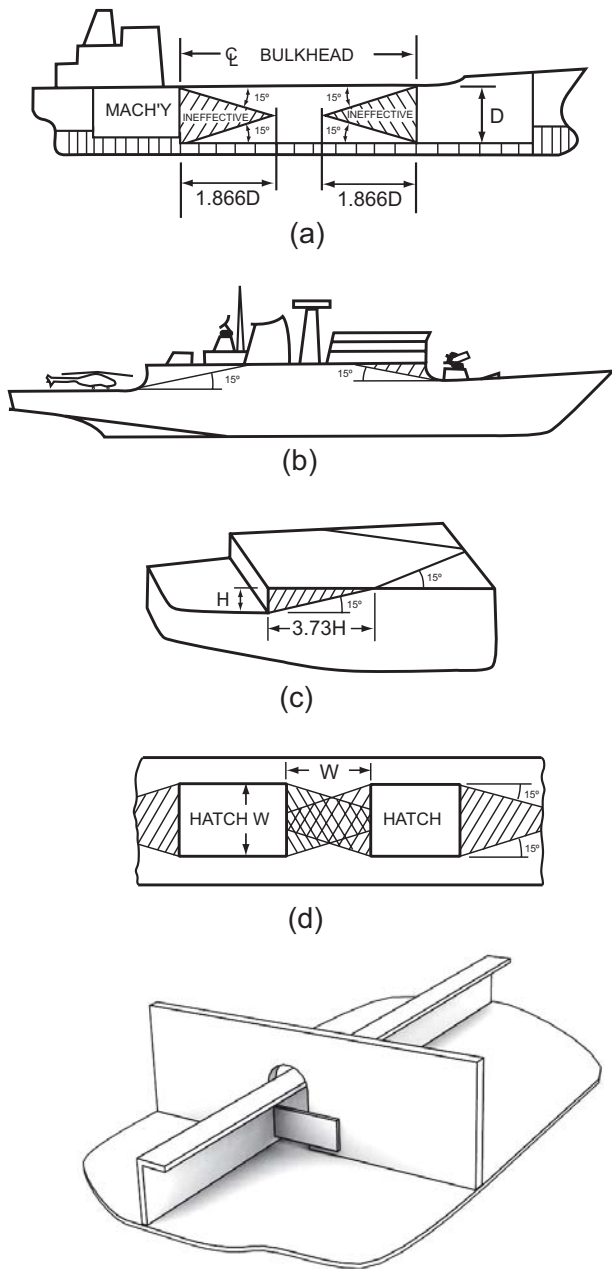 ℄ BULKHEAD
MACH'Y
15º
15º
INEFFECTIVE
INEFFECTIVE
15º
15º
D
1.866D
1.866D
(a)
15º
15º
(b)
H
15º
15º
3.73H
(c)
W
HATCH W
HATCH
15º
15º
(d)